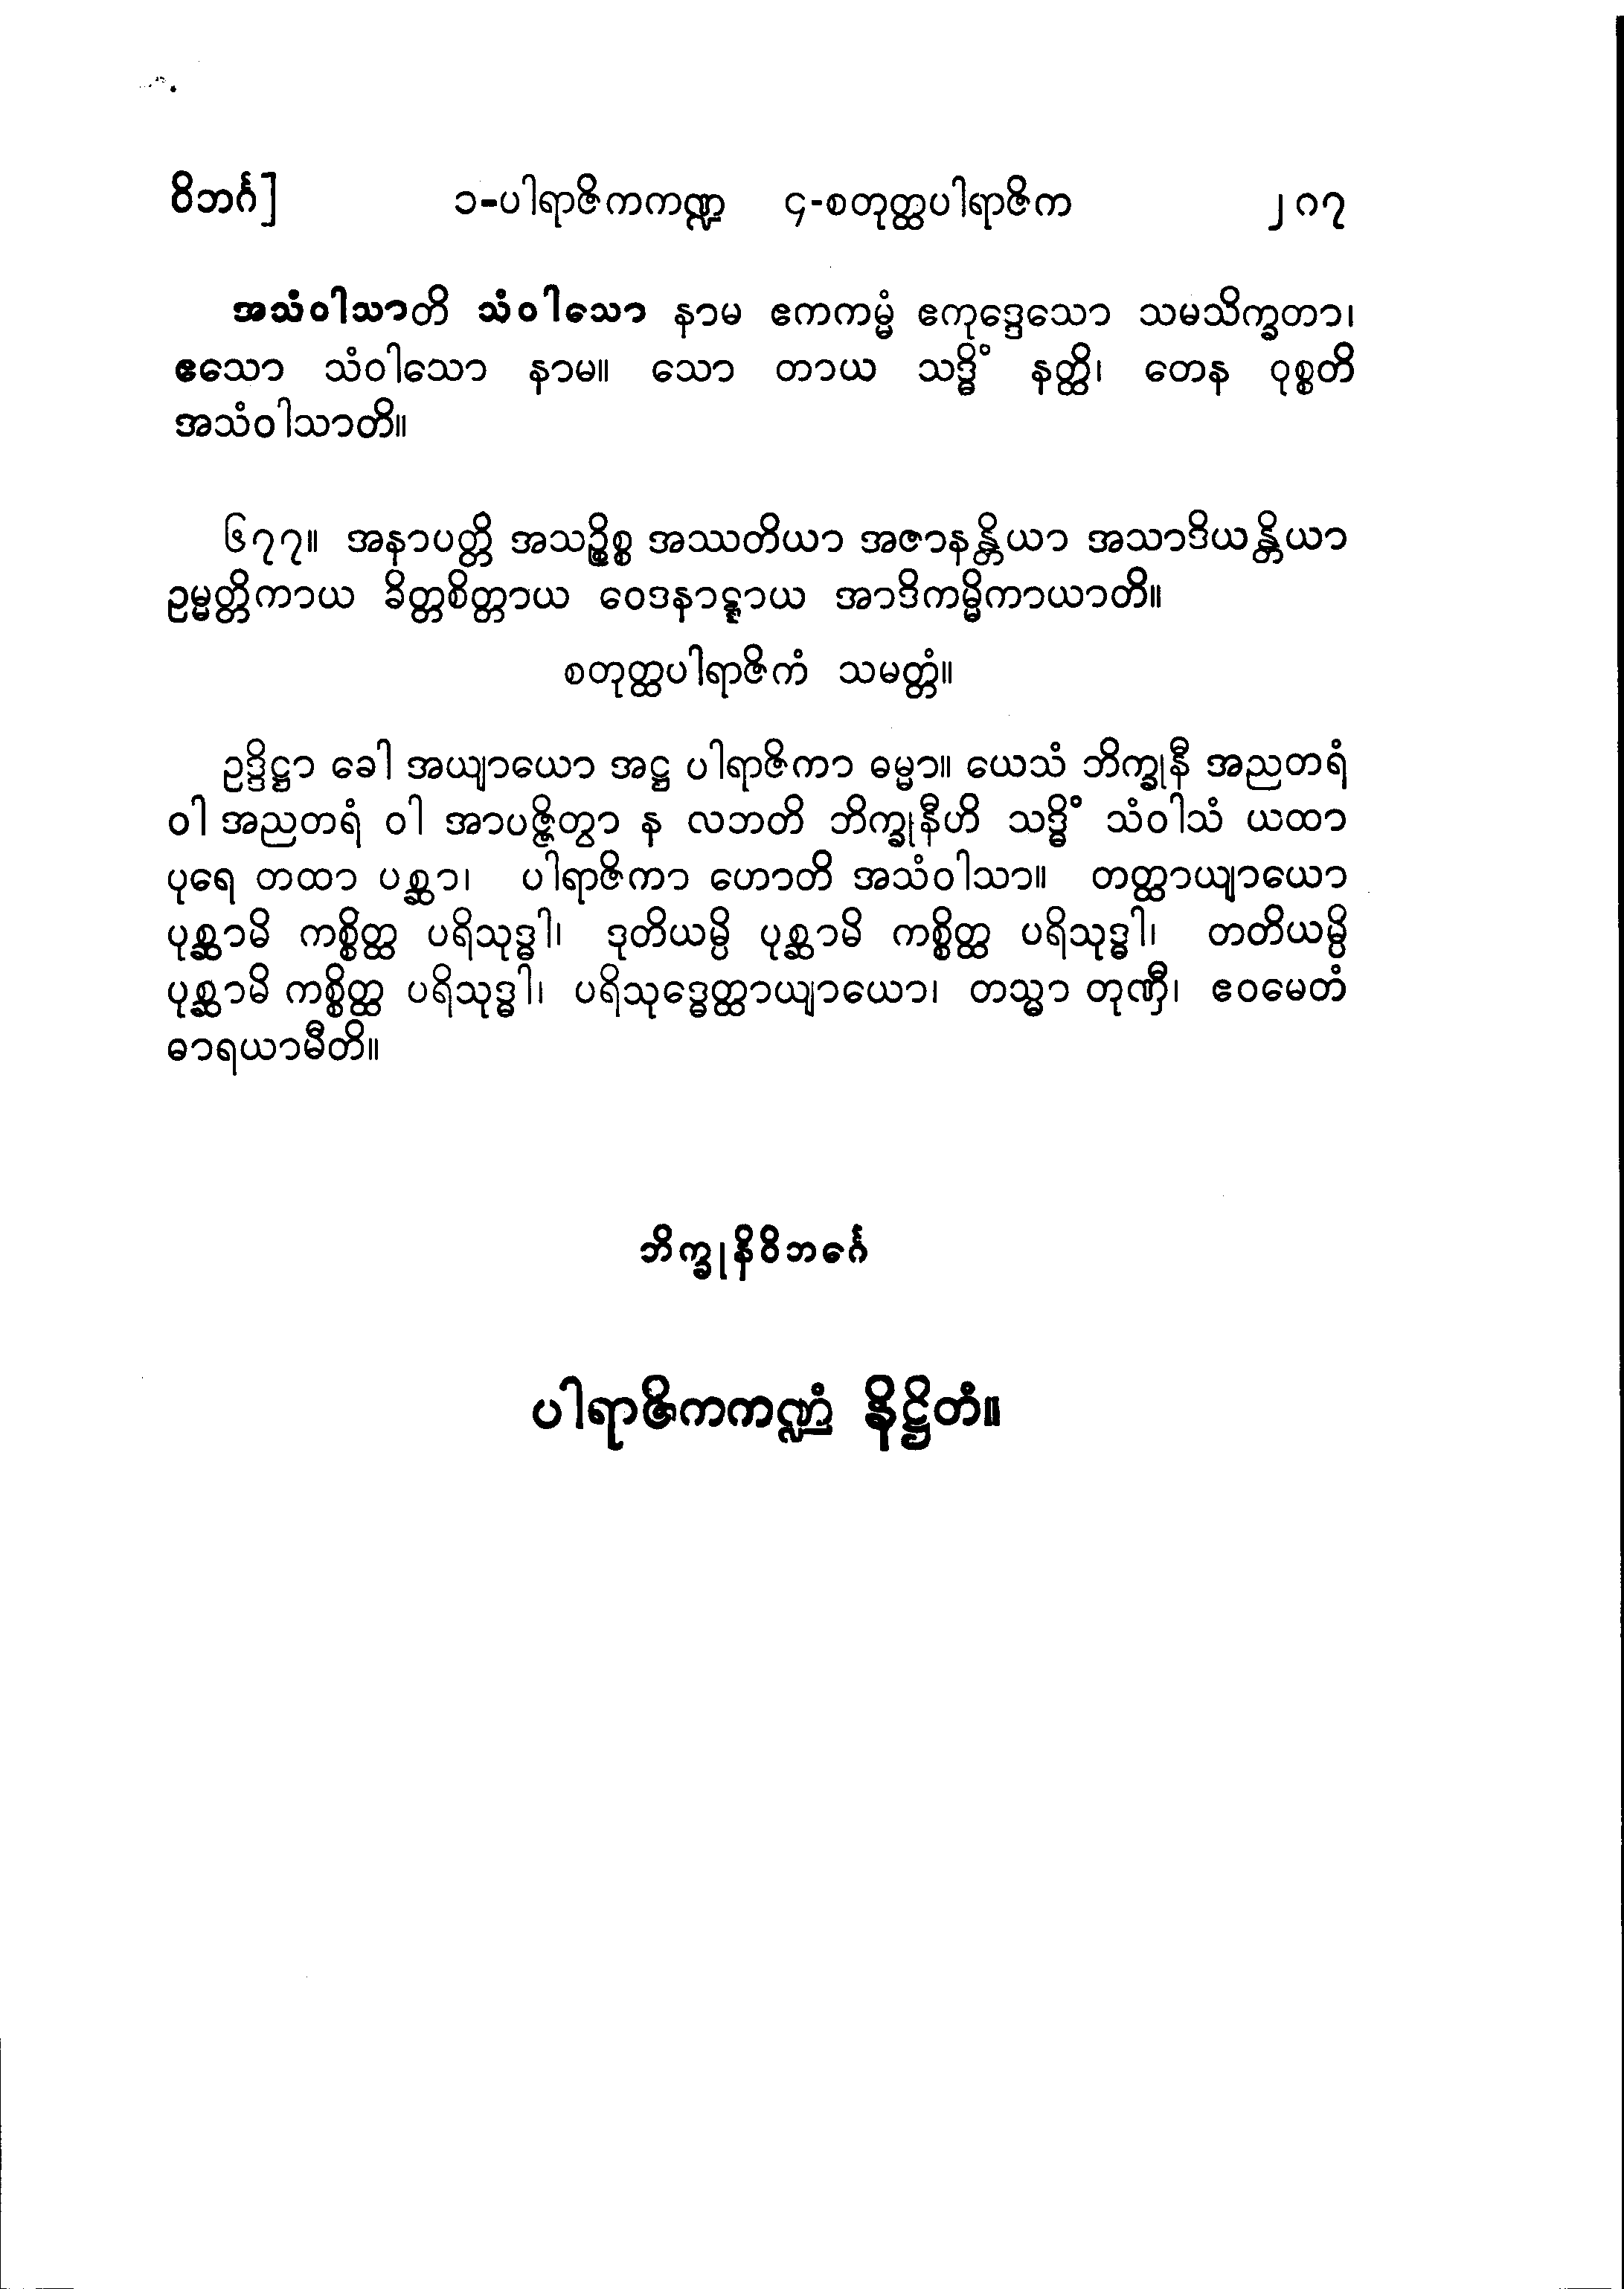 ဝိဘင်္ဂ]	၁-ပါရာဇိကကဏ္ဍ ၄-စတုတ္ထပါရာဇိက	၂၈၇
အသံဝါသာတိ သံဝါသော နာမ ဧကကမ္မံ ဧကုဒ္ဒေသော သမသိက္ခတာ၊
ဧသော သံဝါသော နာမ။ သော တာယ သဒ္ဓိံ နတ္ထိ၊ တေန ဝုစ္စတိ
အသံဝါသာတိ။
၆၇၇။ အနာပတ္တိ အသဉ္စိစ္စ အဿတိယာ အဇာနန္တိယာ အသာဒိယန္တိယာ
ဥမ္မတ္တိကာယ ခိတ္တစိတ္တာယ ဝေဒနာဋ္ဋာယ အာဒိကမ္မိကာယာတိ။
စတုတ္ထပါရာဇိကံ သမတ္တံ။
ဥဒ္ဒိဋ္ဌာ ခေါ အယျာယော အဋ္ဌ ပါရာဇိကာ ဓမ္မာ။ ယေသံ ဘိက္ခုနီ အညတရံ
ဝါ အညတရံ ဝါ အာပဇ္ဇိတွာ န လဘတိ ဘိက္ခုနီဟိ သဒ္ဓိံ သံဝါသံ ယထာ
ပုရေ တထာ ပစ္ဆာ၊ ပါရာဇိကာ ဟောတိ အသံဝါသာ။ တတ္ထာယျာယော
ပုစ္ဆာမိ ကစ္စိတ္ထ ပရိသုဒ္ဓါ၊ ဒုတိယမ္ပိ ပုစ္ဆာမိ ကစ္စိတ္ထ ပရိသုဒ္ဓါ၊ တတိယမ္ပိ
ပုစ္ဆာမိ ကစ္စိတ္ထ ပရိသုဒ္ဓါ၊ ပရိသုဒ္ဓေတ္ထာယျာယော၊ တသ္မာ တုဏှီ၊ ဧဝမေတံ
ဓာရယာမီတိ။
ဘိက္ခုနိဝိဘင်္ဂေ
ပါရာဇိကကဏ္ဍံ နိဋ္ဌိတံ။